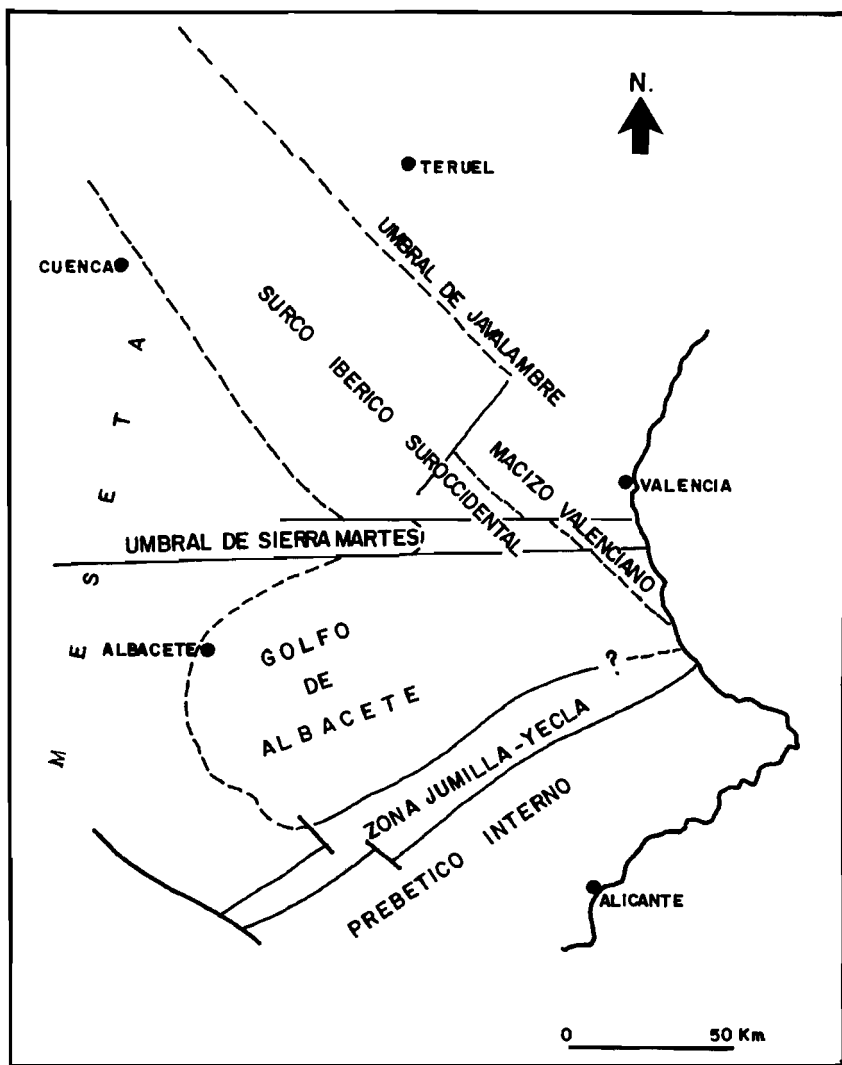 N.
TERUEL
UMBRAL DE JAVALAMBRE
CUENCA
SURCO IBERICO SUROCCIDENTAL
MACIZO VALENCIANO
VALENCIA
UMBRAL DE SIERRA MARTES
MESETA
ALBACETE
GOLFO
DE
ALBACETE
?
ZONA JUMILLA-YECLA
PREBETICO INTERNO
ALICANTE
0 50 Km